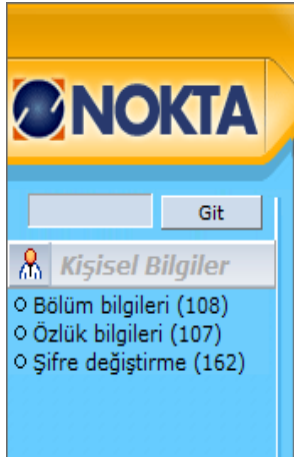 NOKTA
Git
Kişisel Bilgiler
Bölüm bilgileri (108)
Özlük bilgileri (107)
Şifre değiştirme (162)